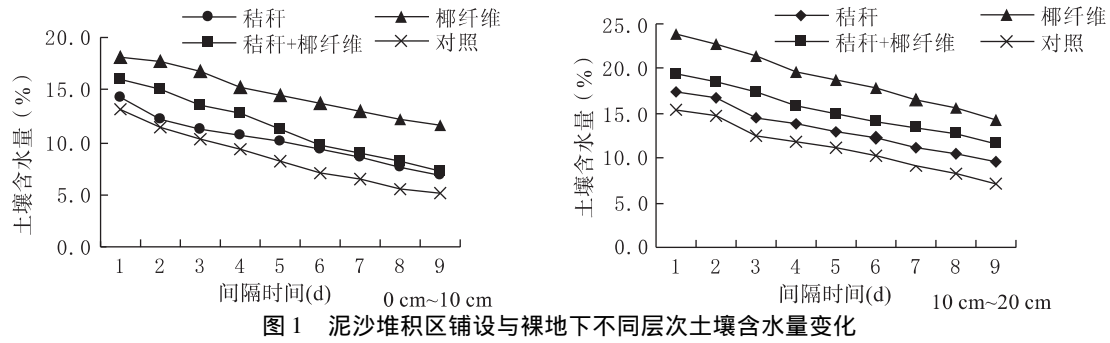 秸秆 椰纤维
秸秆+椰纤维 对照
20.0
15.0
10.0
5.0
0.0
土壤含水量(%)
1 2 3 4 5 6 7 8 9
间隔时间(d)
0 cm~10 cm
秸秆 椰纤维
秸秆+椰纤维 对照
25.0
20.0
15.0
10.0
5.0
0.0
土壤含水量(%)
1 2 3 4 5 6 7 8 9
间隔时间(d)
10 cm~20 cm
图 1 泥沙堆积区铺设与裸地下不同层次土壤含水量变化